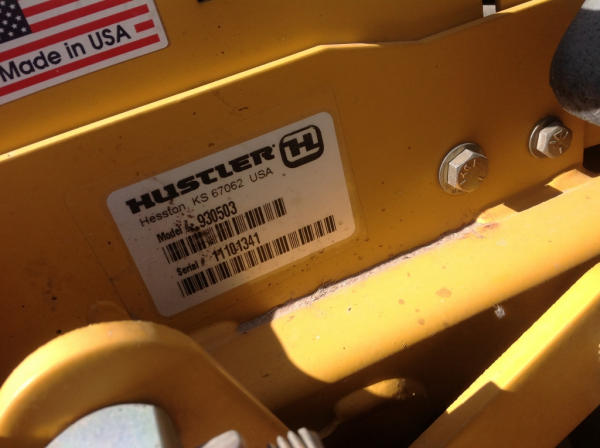 Made in USA
HUSTLER H
Hesston, KS 67062 USA
Model # 930503
Serial # 11101341